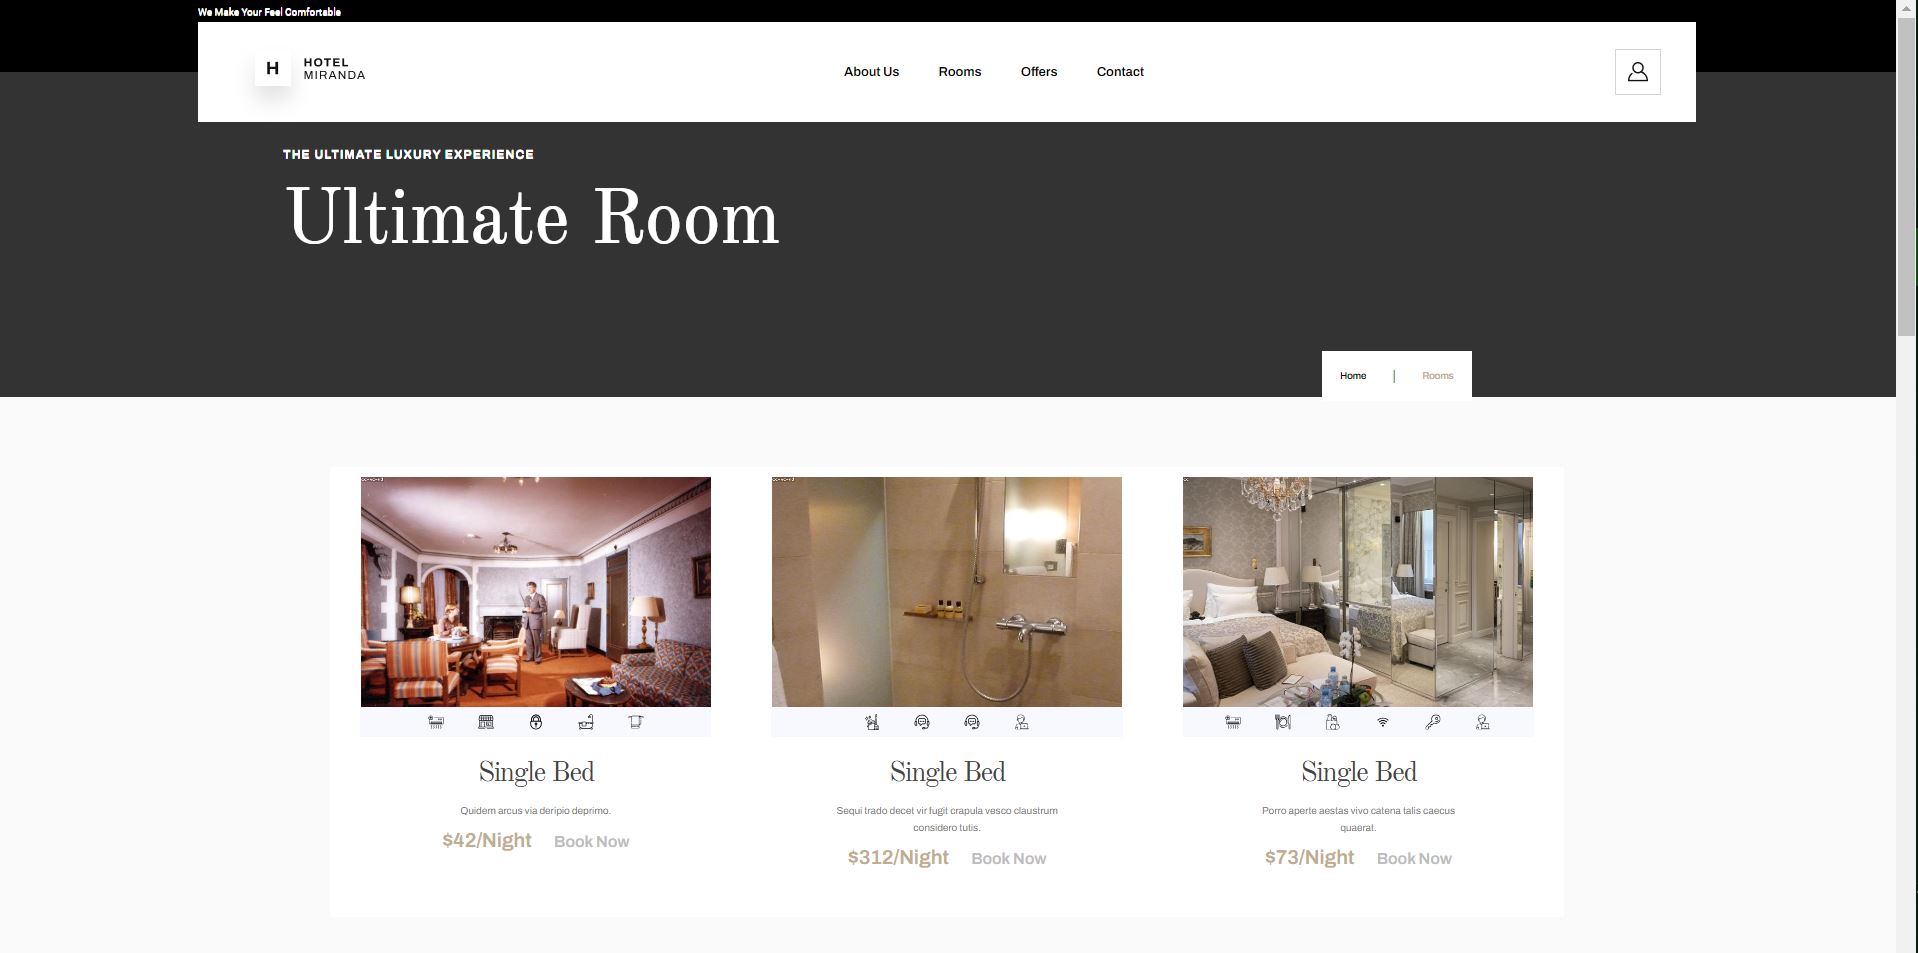 We Make Your Feel Comfortable
H
HOTEL
MIRANDA
About Us
Rooms
Offers
Contact
THE ULTIMATE LUXURY EXPERIENCE
Ultimate Room
Home
|
Rooms
Single Bed
Quidem arcus via deripio deprimo.
$42/Night
Book Now
Single Bed
Sequi trado decet vir fugit crapula vesco claustrum
considero tutis.
$312/Night
Book Now
Single Bed
Porro aperte aestas vivo catena talis caecus
quaerat.
$73/Night
Book Now